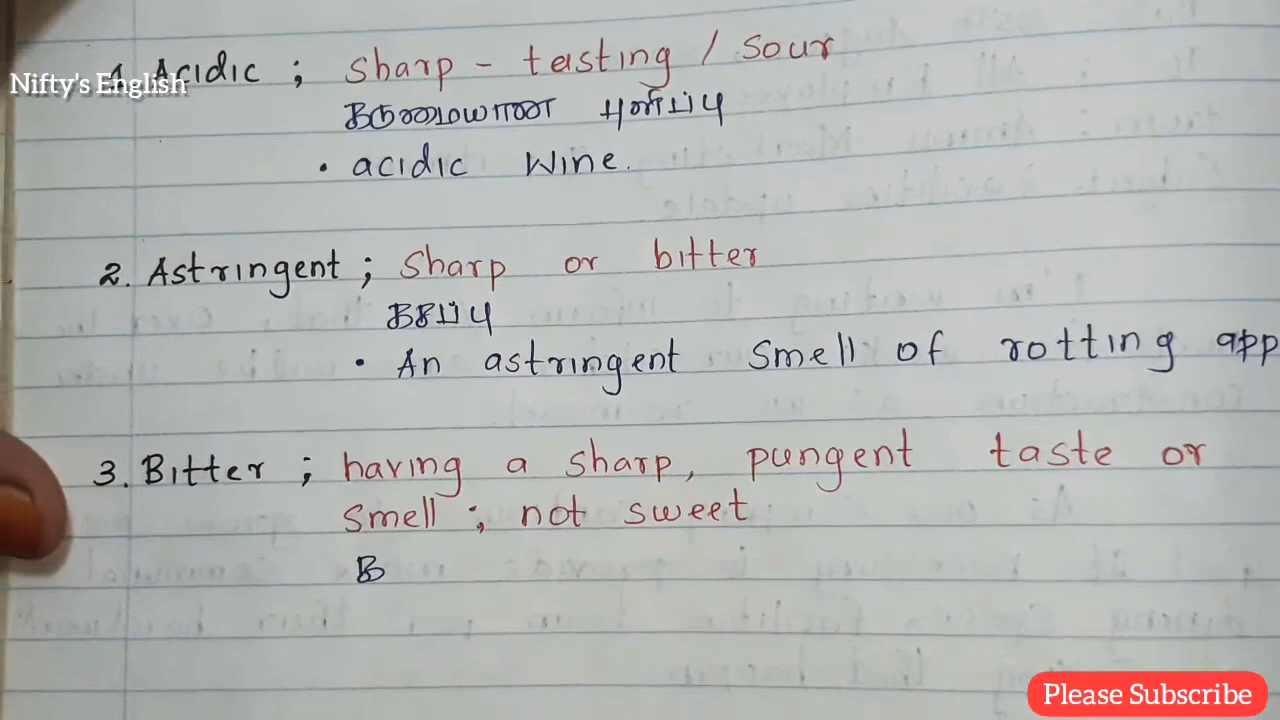 1. Acidic ; Sharp - tasting / Sour
Nifty's English
கடுமையான புளிப்பு
• acidic Wine.
2. Astringent ; Sharp or bitter
கசப்பு
• An astringent Smell of rotting app
3. Bitter ; having a sharp, pungent taste or
Smell ; not sweet
க
Please Subscribe